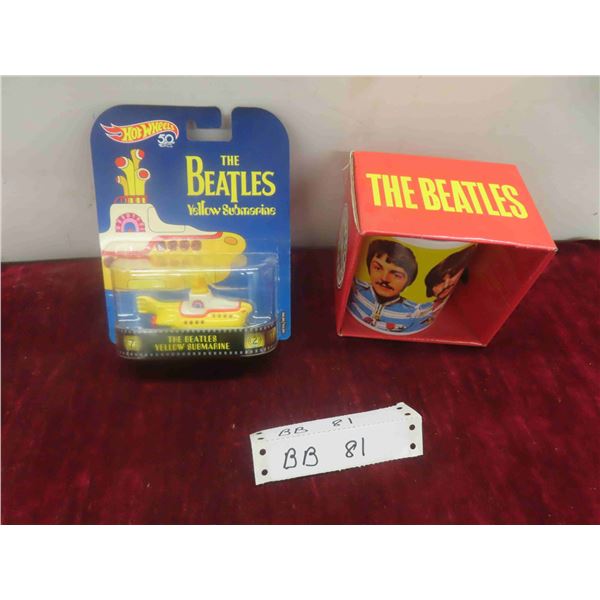 HOT WHEELS
50
THE
BEATLES
Yellow Submarine
THE BEATLES
YELLOW SUBMARINE
THE BEATLES
BB 81
BB 81